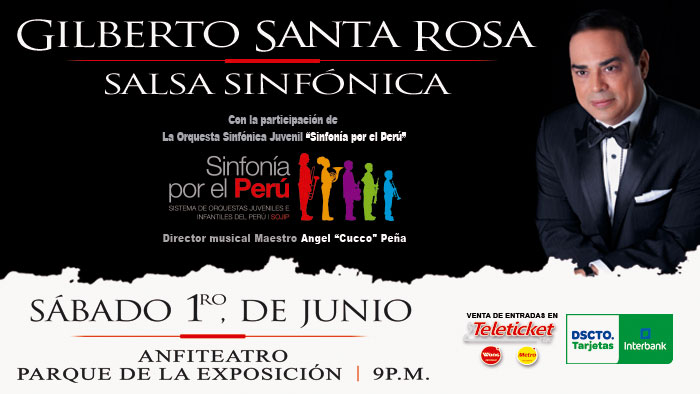 GILBERTO SANTA ROSA
SALSA SINFÓNICA
Con la participación de
La Orquesta Sinfónica Juvenil “Sinfonía por el Perú”
Sinfonía
por el Perú
SISTEMA DE ORQUESTAS JUVENILES E
INFANTILES DEL PERÚ | SOJIP
Director musical Maestro Angel “Cucco” Peña
SÁBADO 1RO, DE JUNIO
ANFITEATRO
PARQUE DE LA EXPOSICIÓN | 9P.M.
VENTA DE ENTRADAS EN
Teleticket
Wong
Metro
DSCTO.
Tarjetas
Interbank